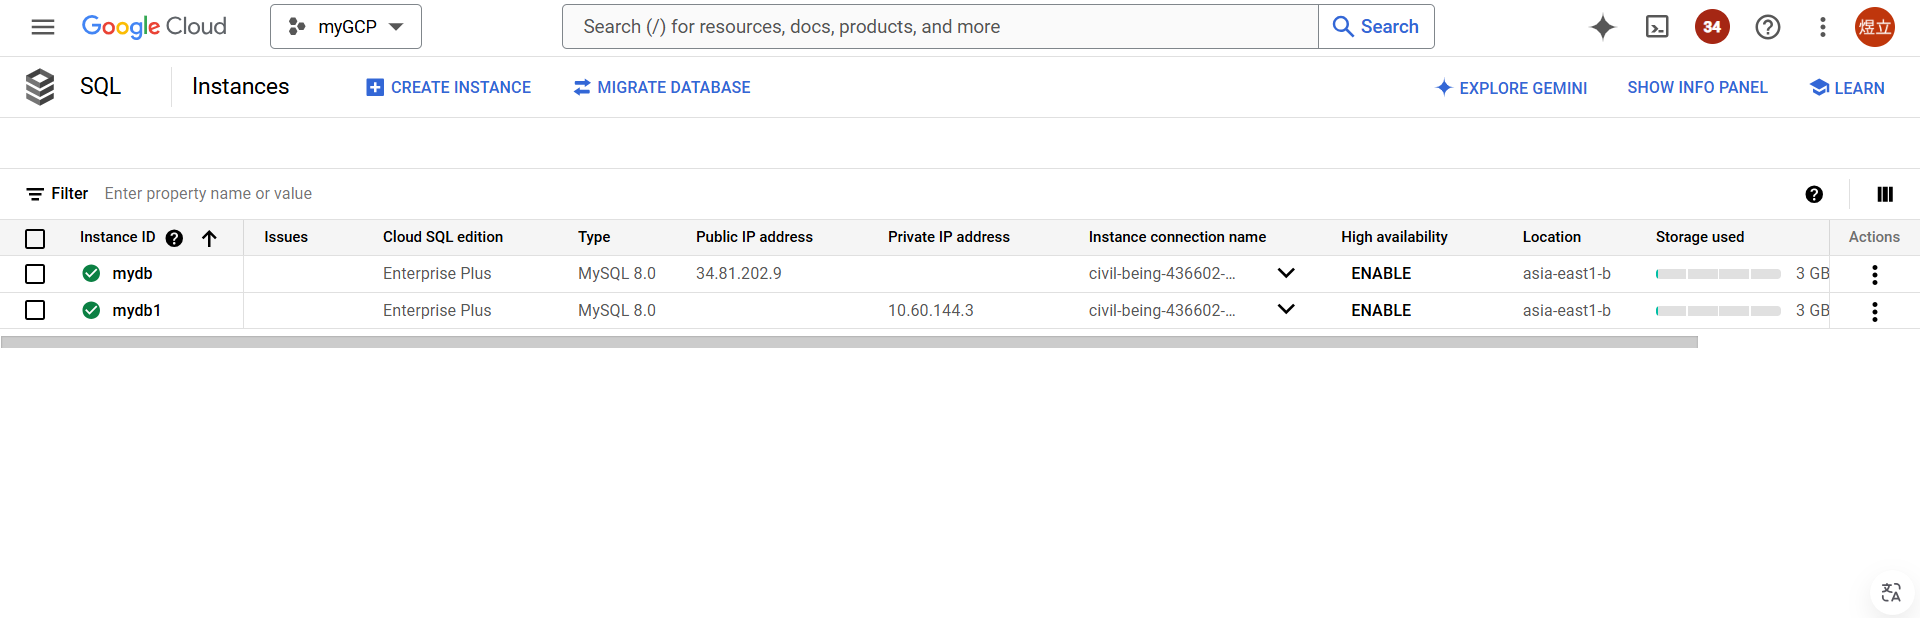 Google Cloud myGCP Search (/) for resources, docs, products, and more Search 34 煜立
SQL Instances CREATE INSTANCE MIGRATE DATABASE EXPLORE GEMINI SHOW INFO PANEL LEARN
Filter Enter property name or value
Instance ID Issues Cloud SQL edition Type Public IP address Private IP address Instance connection name High availability Location Storage used Actions
mydb Enterprise Plus MySQL 8.0 34.81.202.9 civil-being-436602-... ENABLE asia-east1-b 3 GB
mydb1 Enterprise Plus MySQL 8.0 10.60.144.3 civil-being-436602-... ENABLE asia-east1-b 3 GB